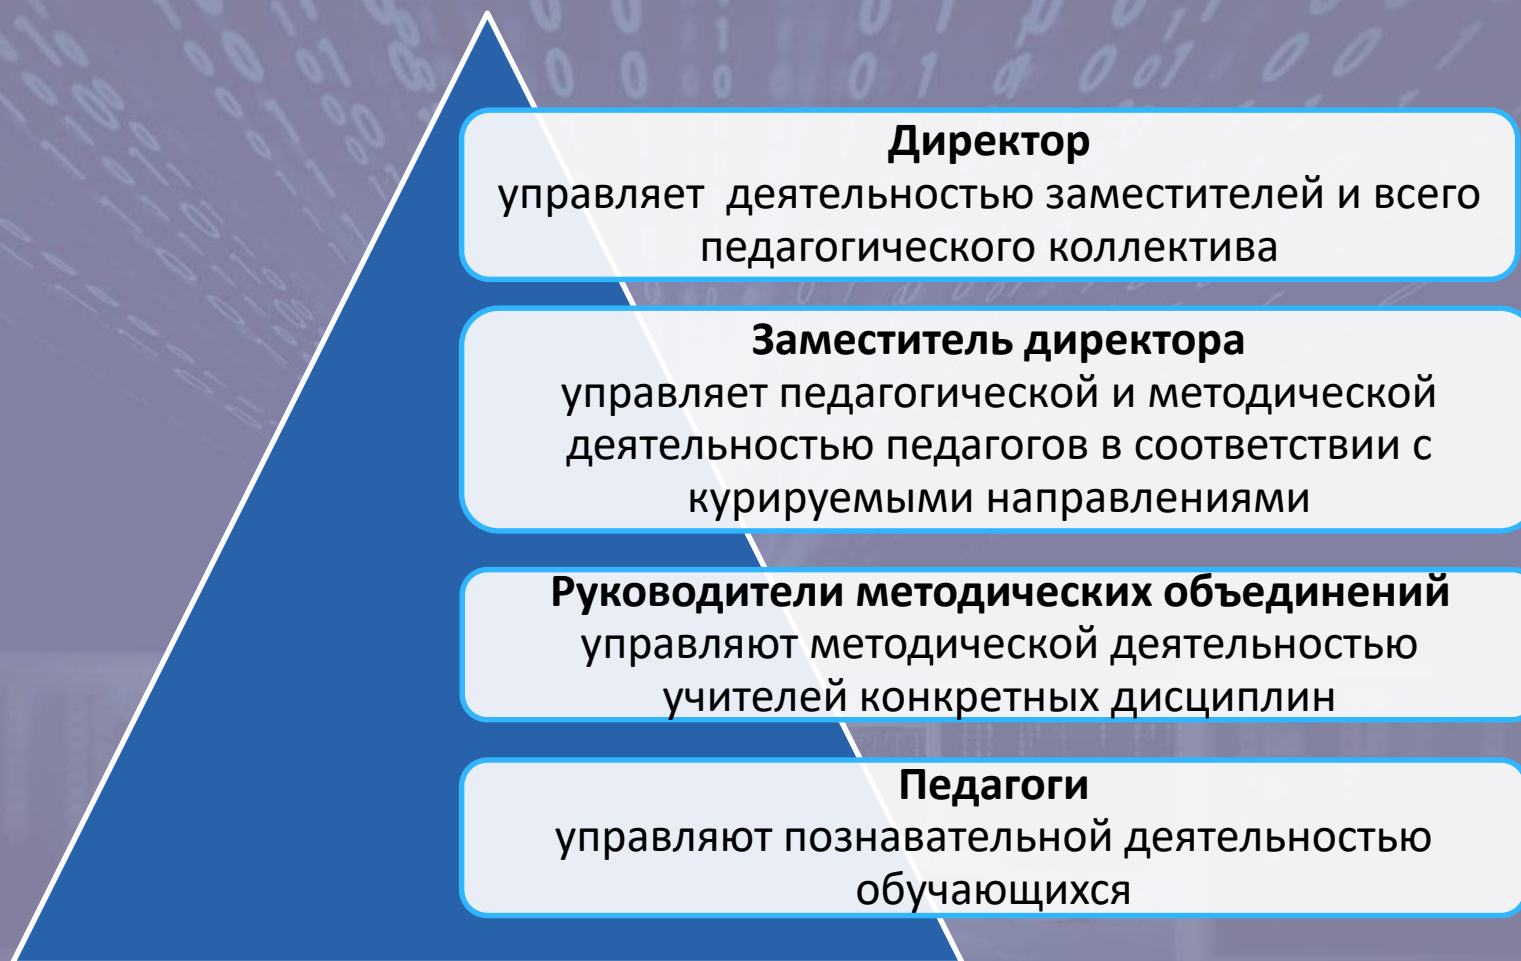 Директор
управляет деятельностью заместителей и всего
педагогического коллектива
Заместитель директора
управляет педагогической и методической
деятельностью педагогов в соответствии с
курируемыми направлениями
Руководители методических объединений
управляют методической деятельностью
учителей конкретных дисциплин
Педагоги
управляют познавательной деятельностью
обучающихся